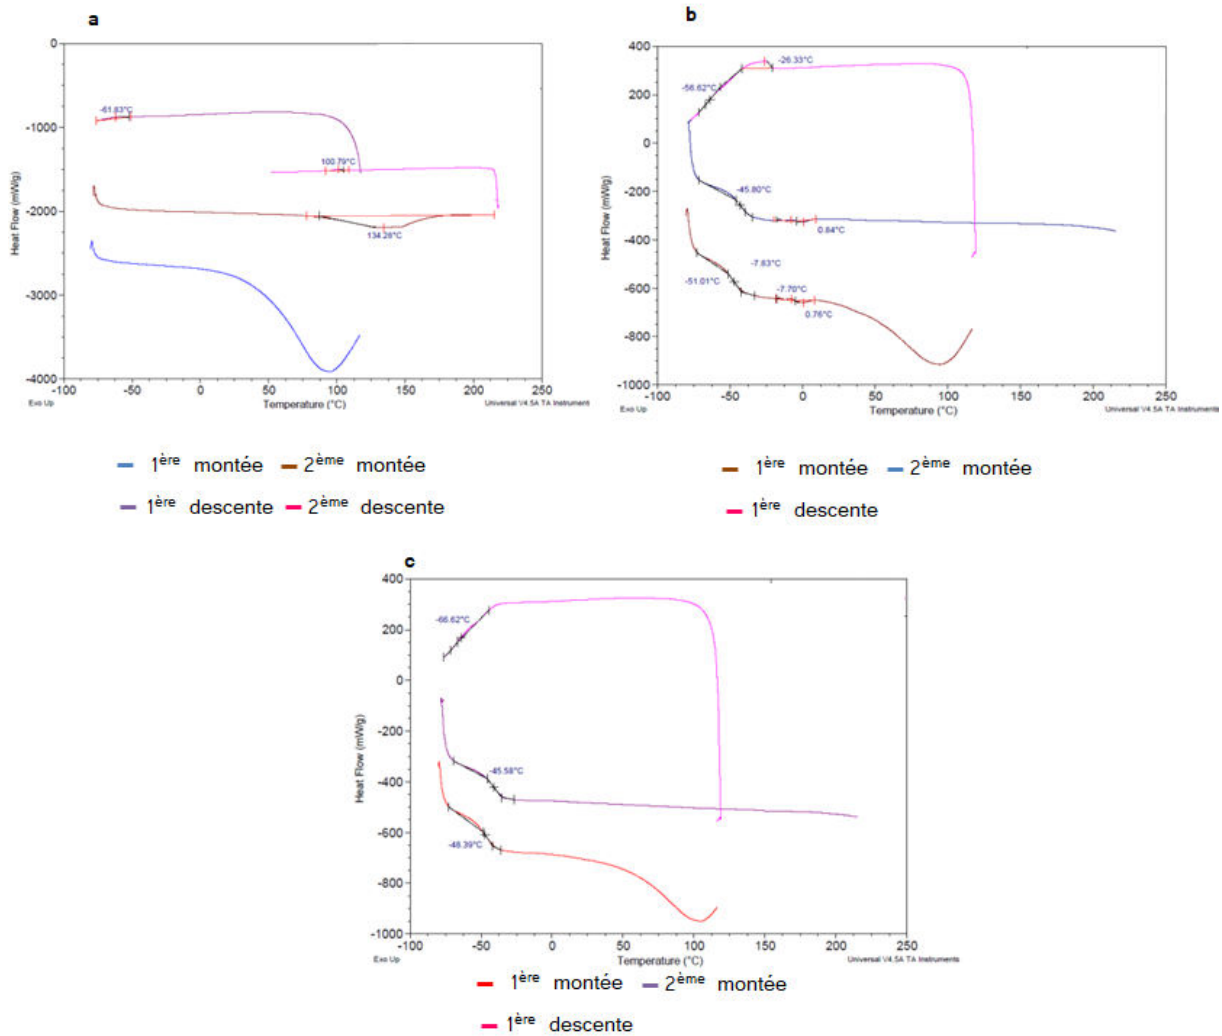 a
0
-1000
-2000
-3000
-4000
Heat Flow (mW/g)
-61.83°C
100.79°C
134.28°C
-100 -50 0 50 100 150 200 250
Exo Up
Temperature (°C)
Universal V4.5A TA Instruments
1ère montée 2ème montée
1ère descente 2ème descente
b
400
200
0
-200
-400
-600
-800
-1000
Heat Flow (mW/g)
-26.33°C
-56.62°C
-45.80°C
0.84°C
-7.63°C
-51.01°C
-7.70°C
0.76°C
-100 -50 0 50 100 150 200 250
Exo Up
Temperature (°C)
Universal V4.5A TA Instruments
1ère montée 2ème montée
1ère descente
c
400
200
0
-200
-400
-600
-800
-1000
Heat Flow (mW/g)
-66.62°C
-45.58°C
-48.39°C
-100 -50 0 50 100 150 200 250
Exo Up
Temperature (°C)
Universal V4.5A TA Instruments
1ère montée 2ème montée
1ère descente